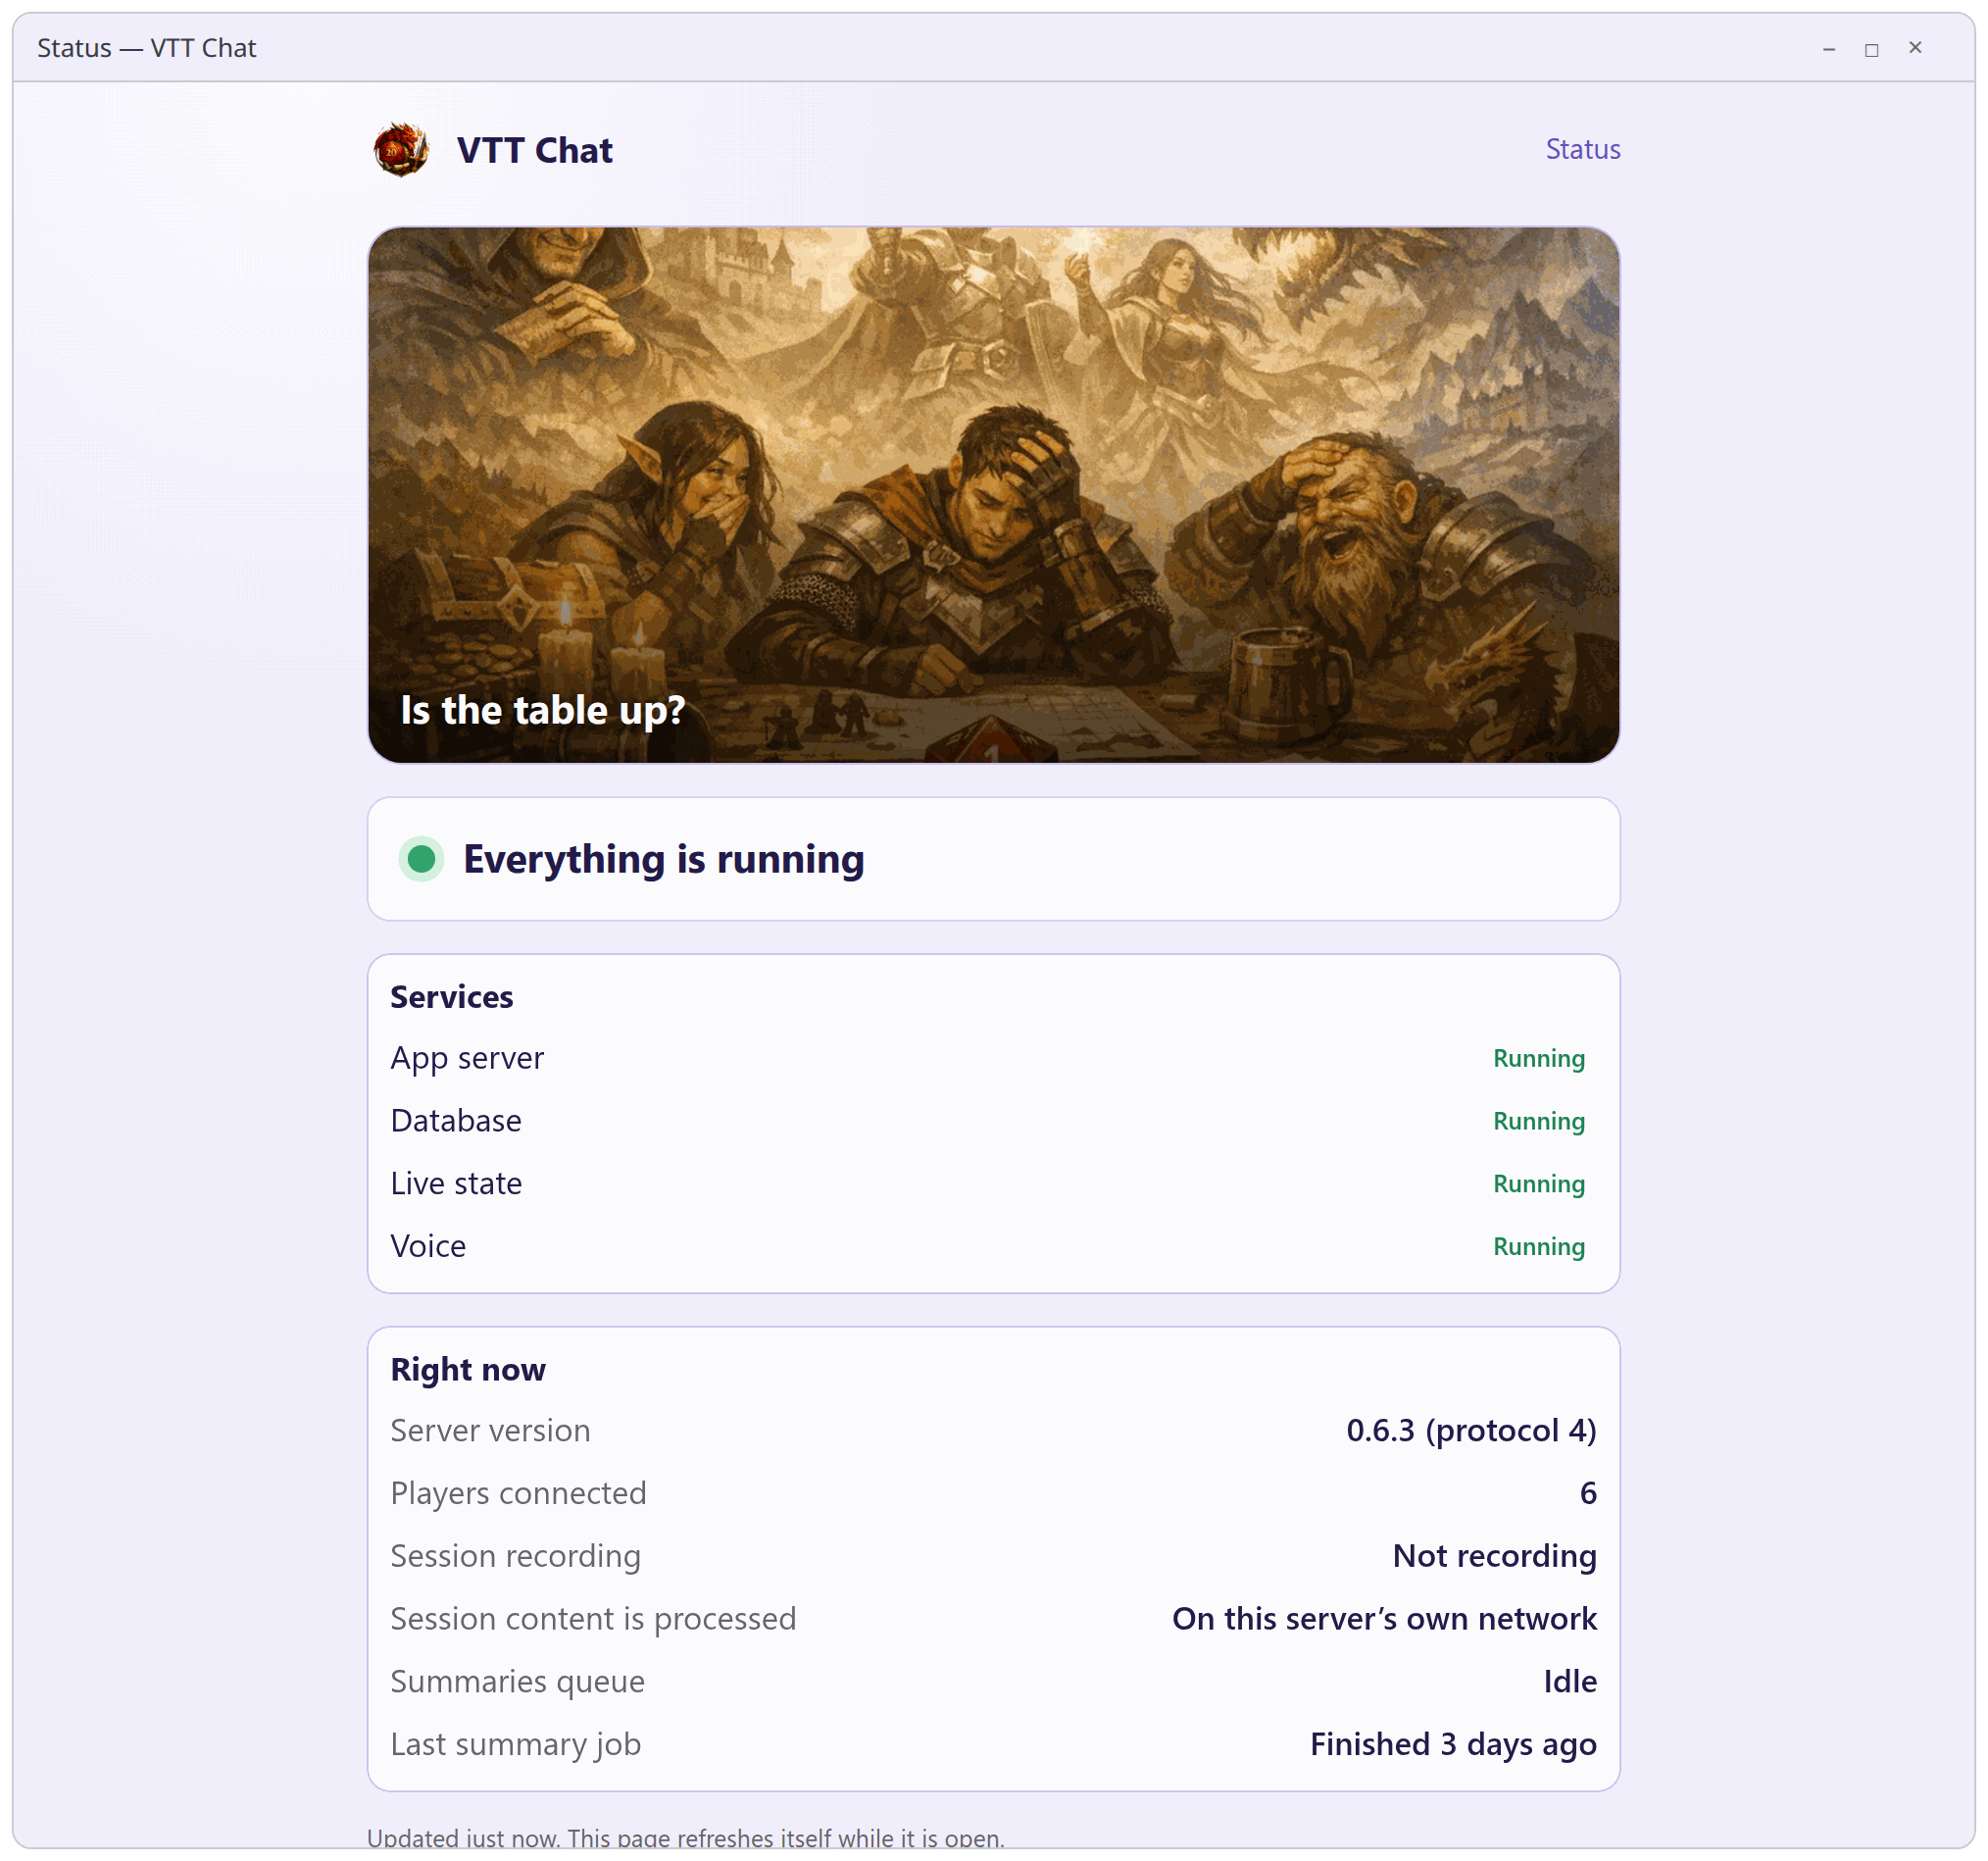 Status — VTT Chat
VTT Chat
Status
Is the table up?
Everything is running
Services
App server Running
Database Running
Live state Running
Voice Running
Right now
Server version 0.6.3 (protocol 4)
Players connected 6
Session recording Not recording
Session content is processed On this server’s own network
Summaries queue Idle
Last summary job Finished 3 days ago
Updated just now. This page refreshes itself while it is open.